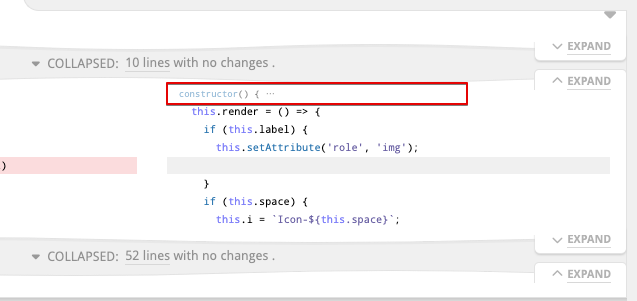 EXPAND
COLLAPSED: 10 lines with no changes .
EXPAND
constructor() { ···
this.render = () => {
if (this.label) {
this.setAttribute('role', 'img');
)
}
if (this.space) {
this.i = `Icon-${this.space}`;
EXPAND
COLLAPSED: 52 lines with no changes .
EXPAND